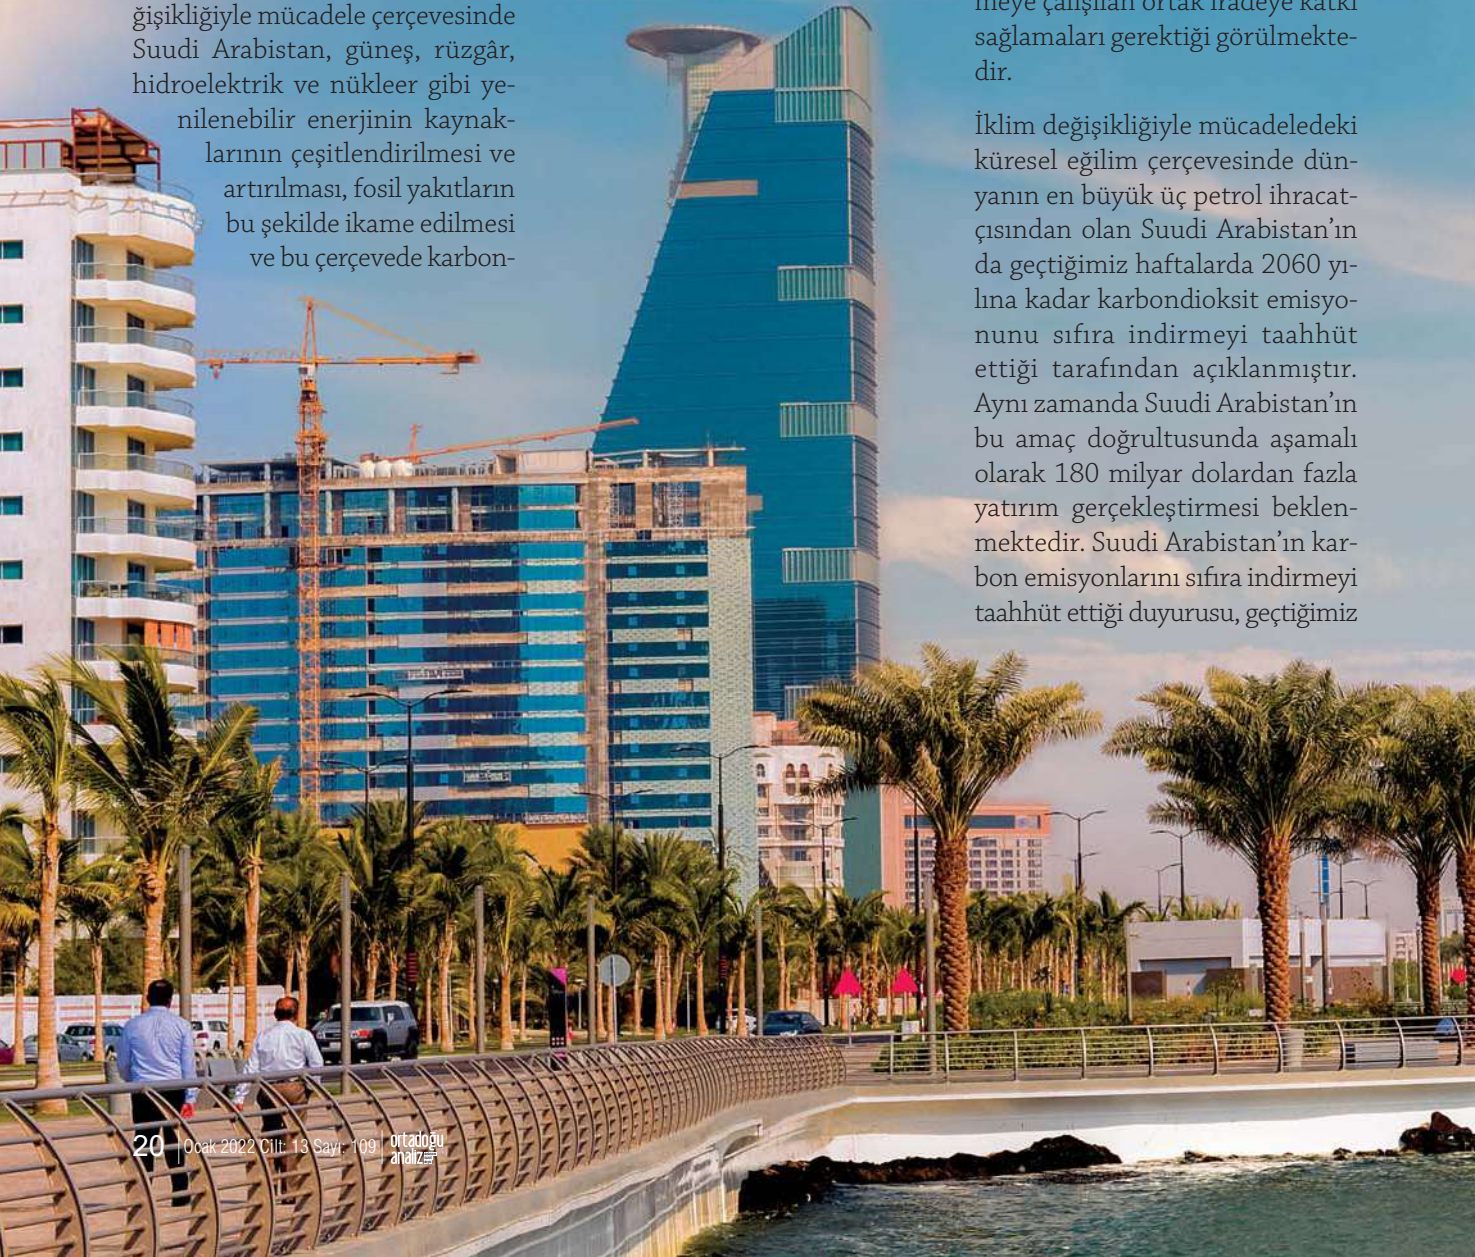 ğişikliğiyle mücadele çerçevesinde
Suudi Arabistan, güneş, rüzgâr,
hidroelektrik ve nükleer gibi ye-
nilenebilir enerjinin kaynak-
larının çeşitlendirilmesi ve
artırılması, fosil yakıtların
bu şekilde ikame edilmesi
ve bu çerçevede karbon-
meye çalışılan ortak iradeye katkı
sağlamaları gerektiği görülmekte-
dir.
İklim değişikliğiyle mücadeledeki
küresel eğilim çerçevesinde dün-
yanın en büyük üç petrol ihracat-
çısından olan Suudi Arabistan’ın
da geçtiğimiz haftalarda 2060 yı-
lına kadar karbondioksit emisyo-
nunu sıfıra indirmeyi taahhüt
ettiği tarafından açıklanmıştır.
Aynı zamanda Suudi Arabistan’ın
bu amaç doğrultusunda aşamalı
olarak 180 milyar dolardan fazla
yatırım gerçekleştirmesi beklen-
mektedir. Suudi Arabistan’ın kar-
bon emisyonlarını sıfıra indirmeyi
taahhüt ettiği duyurusu, geçtiğimiz
20 | Ocak 2022 Cilt: 13 Sayı: 109 | ortadoğu
analiz